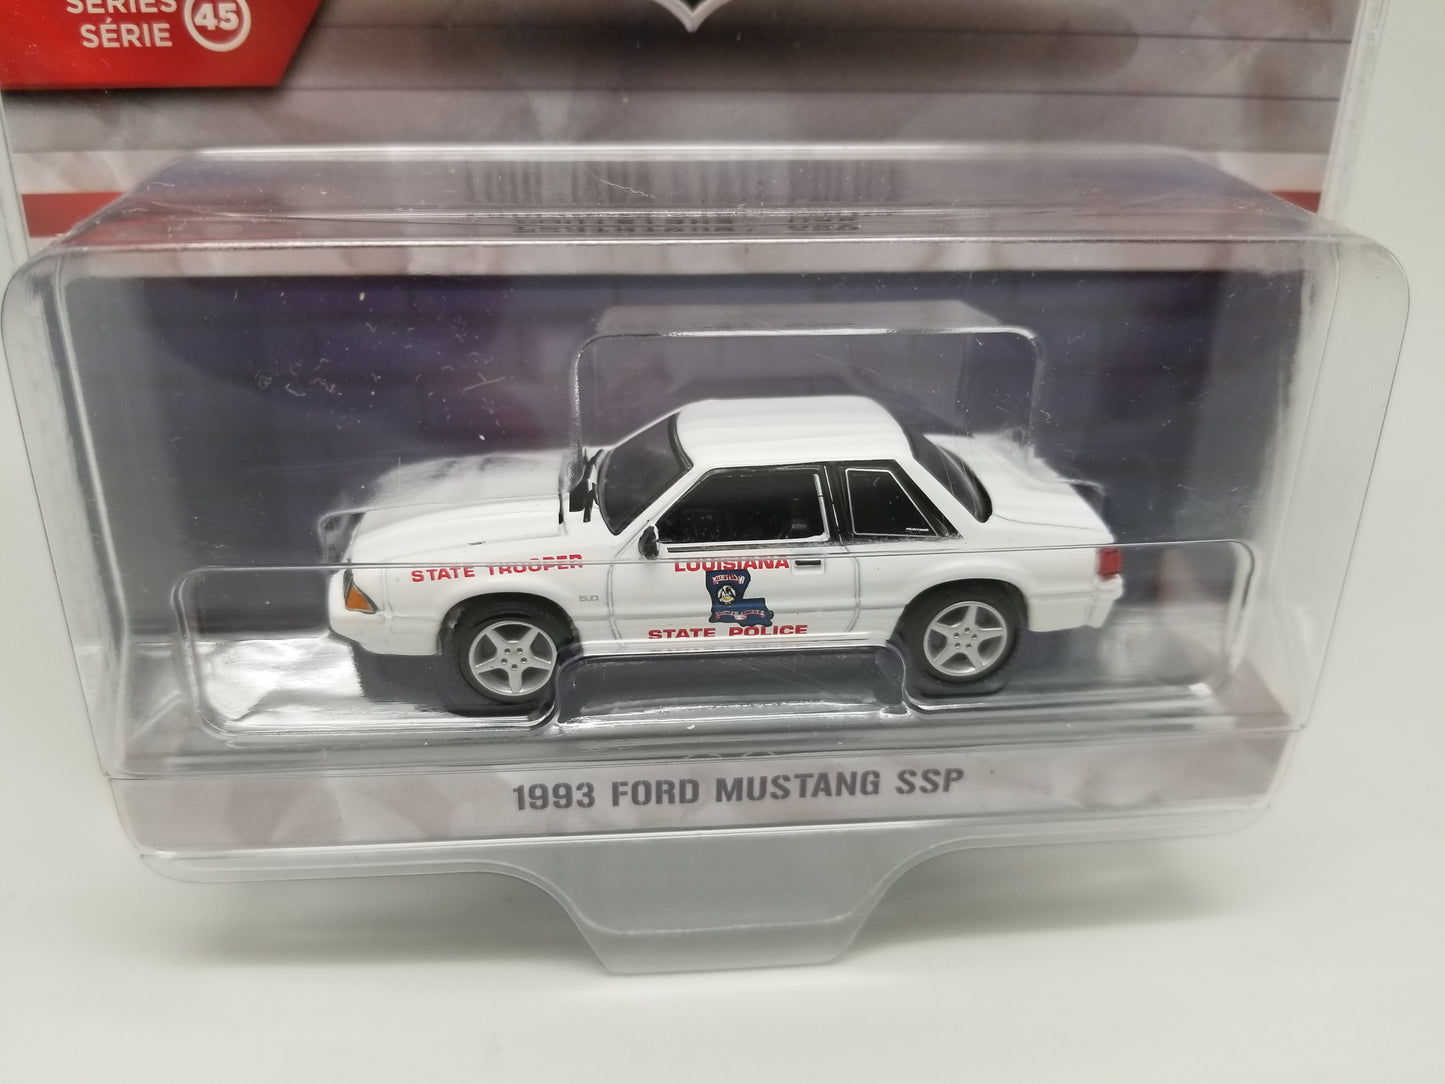 SERIES
SÉRIE 45
STATE TROOPER
5.0
LOUISIANA
STATE POLICE
1993 FORD MUSTANG SSP